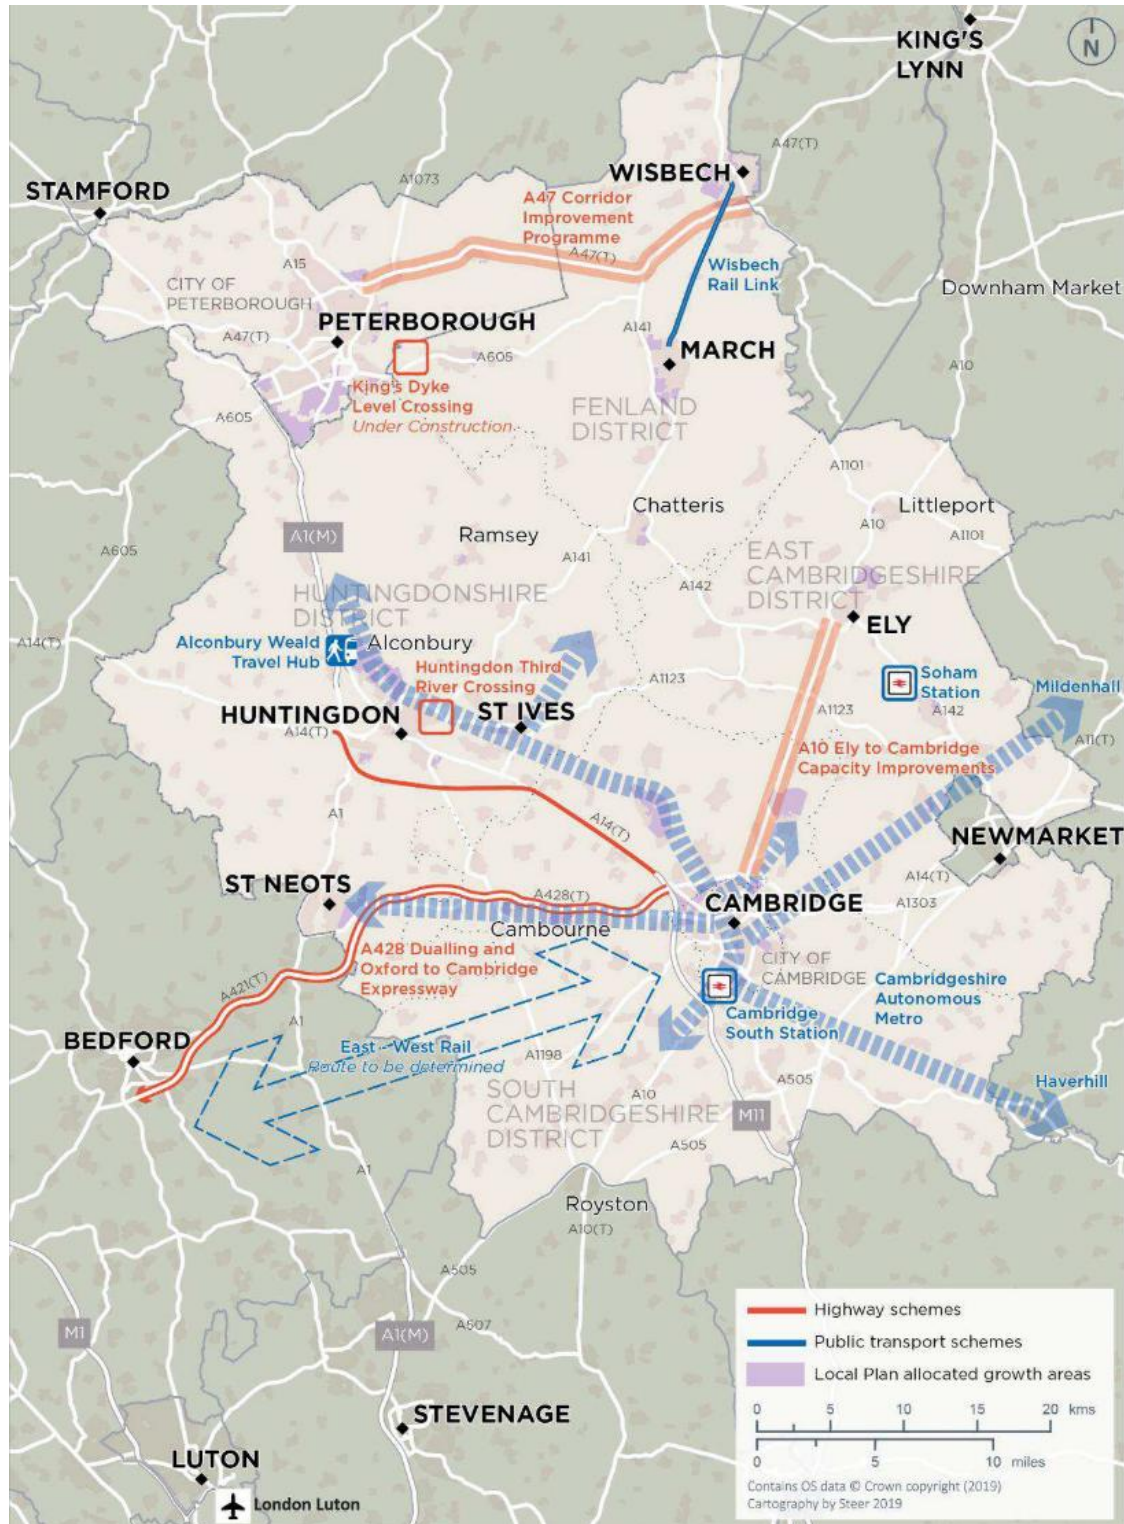 N
KING'S
LYNN
A47(T)
WISBECH
STAMFORD
A1073
A47 Corridor
Improvement
Programme
A47(T)
A15
Wisbech
Rail Link
CITY OF
PETERBOROUGH
Downham Market
PETERBOROUGH
A141
A47(T)
A605
MARCH
A10
King's Dyke
Level Crossing
Under Construction
FENLAND
DISTRICT
A605
A1101
Chatteris
Littleport
A10
A1101
A1(M)
Ramsey
A605
A141
EAST
CAMBRIDGESHIRE
DISTRICT
A142
HUNTINGDONSHIRE
DISTRICT
ELY
A14(T)
Alconbury Weald
Travel Hub
Alconbury
Huntingdon Third
River Crossing
A1123
Soham
Station
Mildenhall
HUNTINGDON
ST IVES
A1123
A142
A14(T)
A11(T)
A10 Ely to Cambridge
Capacity Improvements
A1
A14(T)
NEWMARKET
ST NEOTS
A428(T)
A14(T)
CAMBRIDGE
A1303
Cambourne
A428 Dualling and
Oxford to Cambridge
Expressway
CITY OF
CAMBRIDGE
Cambridgeshire
Autonomous
Metro
A421(T)
A1
Cambridge
South Station
BEDFORD
East - West Rail
Route to be determined
A1198
A505
Haverhill
SOUTH
CAMBRIDGESHIRE
DISTRICT
A10
M11
A505
A1
Royston
A10(T)
A505
M1
A1(M)
A507
Highway schemes
Public transport schemes
Local Plan allocated growth areas
0 5 10 15 20 kms
0 5 10 miles
STEVENAGE
LUTON
London Luton
Contains OS data © Crown copyright (2019)
Cartography by Steer 2019